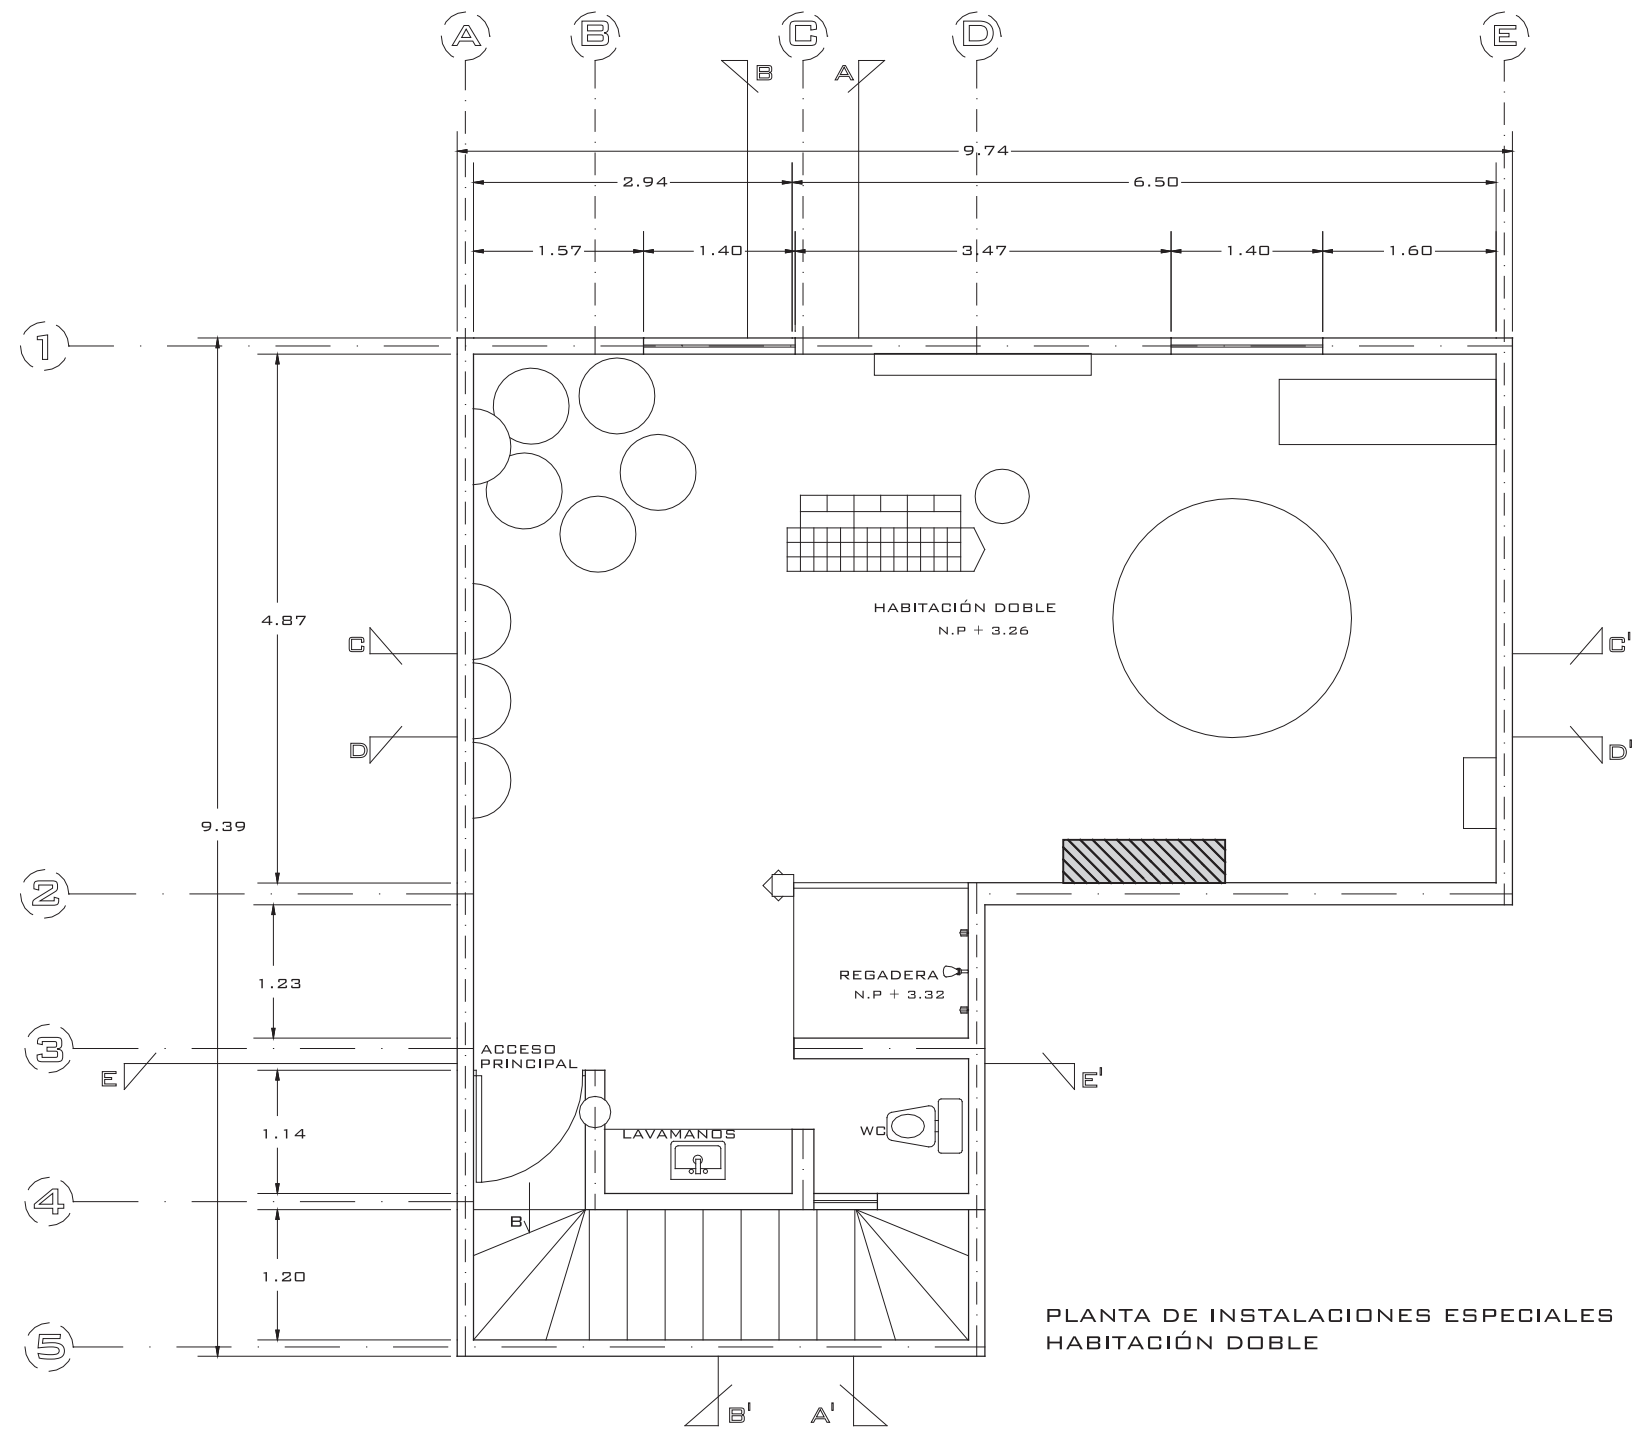 A B C D E
B A
9.74
2.94 6.50
1.57 1.40 3.47 1.40 1.60
1
HABITACIÓN DOBLE
N.P + 3.26
4.87
C C'
D D'
9.39
2
REGADERA
N.P + 3.32
1.23
3
ACCESO
PRINCIPAL
E E'
1.14
LAVAMANOS
WC
4
B
1.20
5
PLANTA DE INSTALACIONES ESPECIALES
HABITACIÓN DOBLE
B' A'